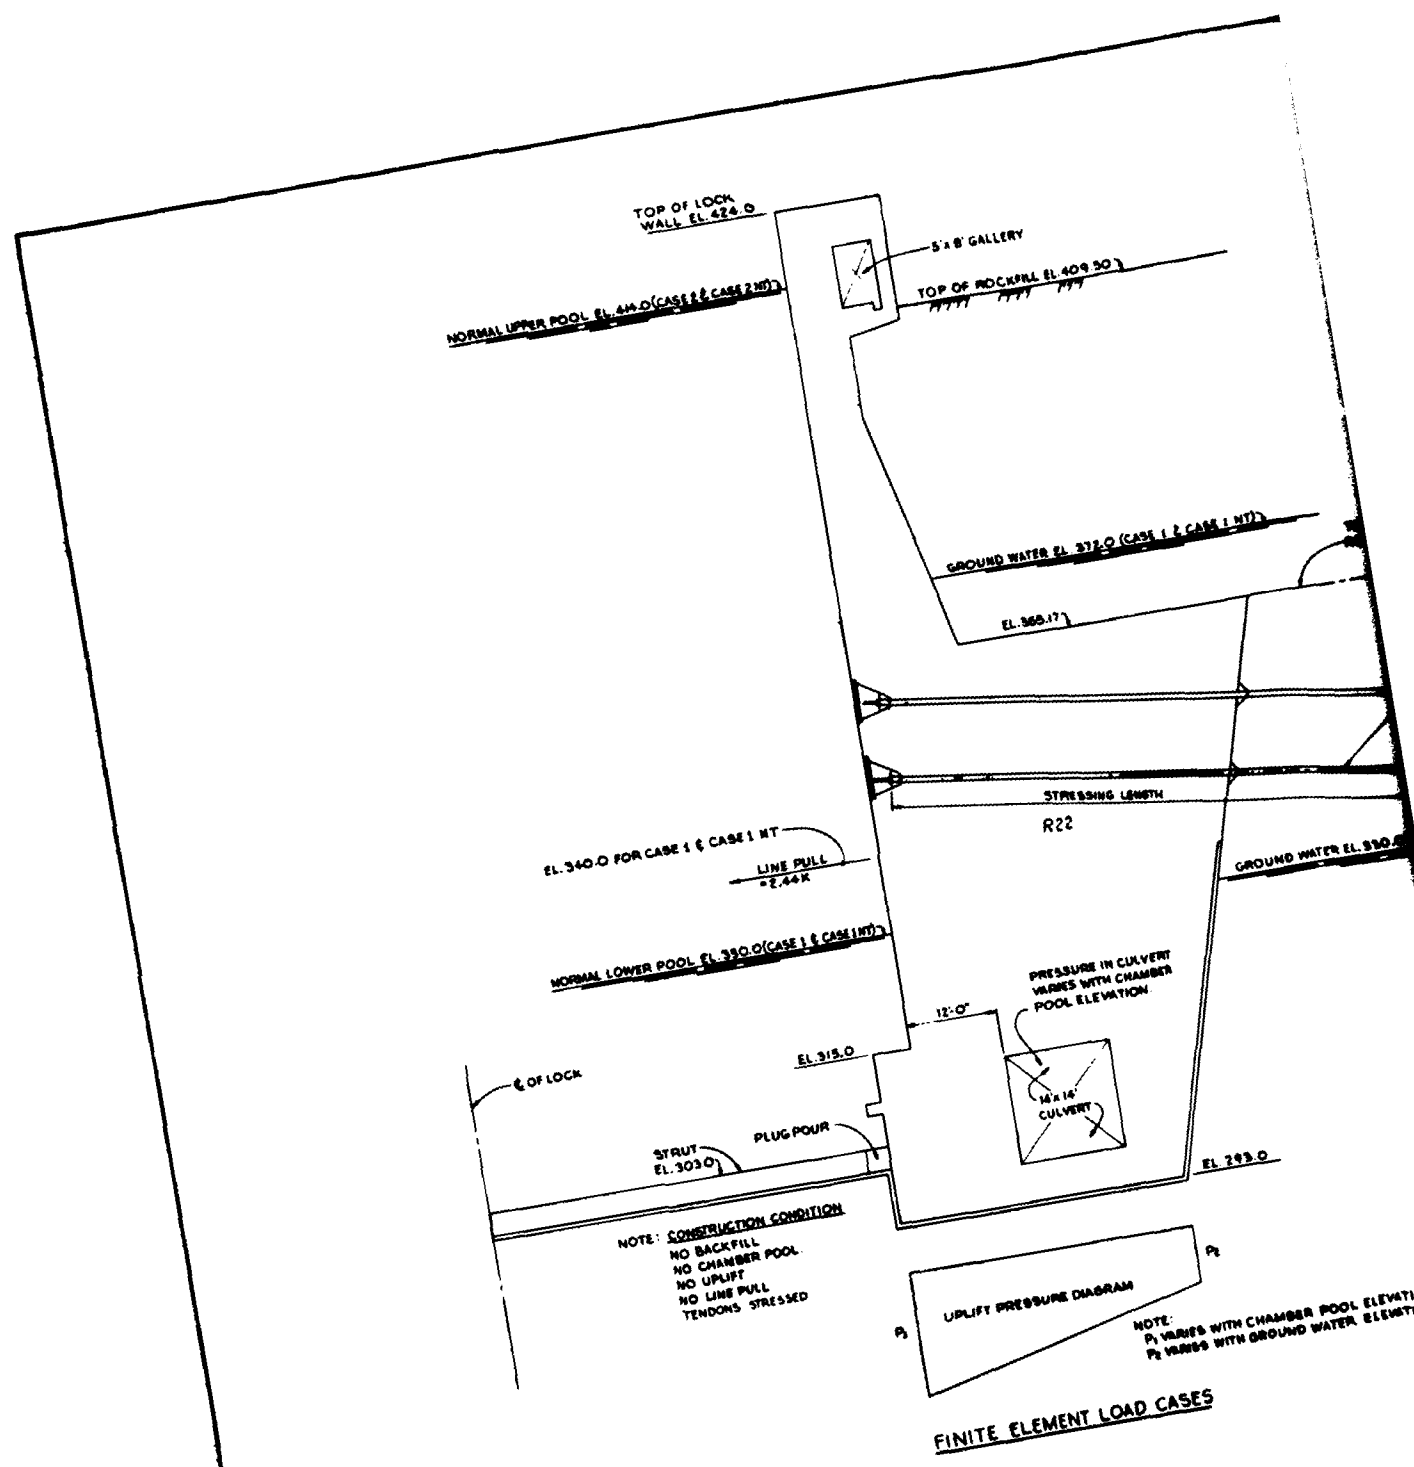 TOP OF LOCK
WALL EL. 424.0
5' x 8' GALLERY
TOP OF ROCKFILL EL. 409.50
NORMAL UPPER POOL EL. 414.0 (CASE 2 & CASE 2 NT)
GROUND WATER EL. 372.0 (CASE 1 & CASE 1 NT)
EL. 365.17
STRESSING LENGTH
R22
EL. 340.0 FOR CASE 1 & CASE 1 NT
LINE PULL
= 2.44K
GROUND WATER EL. 330.
NORMAL LOWER POOL EL. 330.0 (CASE 1 & CASE 1 NT)
PRESSURE IN CULVERT
VARIES WITH CHAMBER
POOL ELEVATION.
12'-0"
EL. 315.0
℄ OF LOCK
14' x 14'
CULVERT
PLUG POUR
STRUT
EL. 303.0
EL. 293.0
NOTE: CONSTRUCTION CONDITION
NO BACKFILL
NO CHAMBER POOL
NO UPLIFT
NO LINE PULL
TENDONS STRESSED
P2
UPLIFT PRESSURE DIAGRAM
P1
NOTE:
P1 VARIES WITH CHAMBER POOL ELEVATI
P2 VARIES WITH GROUND WATER ELEVAT
FINITE ELEMENT LOAD CASES